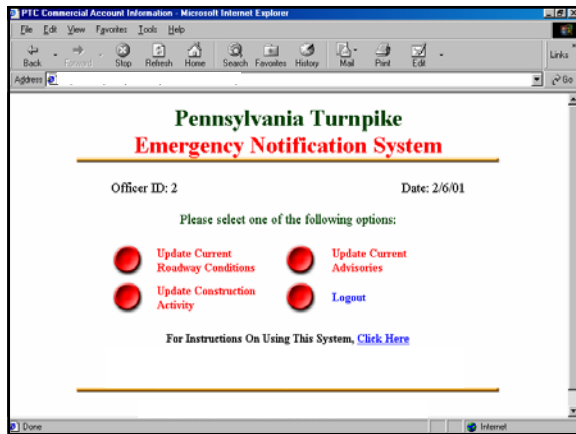 PTC Commercial Account Information - Microsoft Internet Explorer
File Edit View Favorites Tools Help
Back Forward Stop Refresh Home Search Favorites History Mail Print Edit Links
Address Go
Pennsylvania Turnpike
Emergency Notification System
Officer ID: 2 Date: 2/6/01
Please select one of the following options:
Update Current Update Current
Roadway Conditions Advisories
Update Construction Logout
Activity
For Instructions On Using This System, Click Here
Done Internet